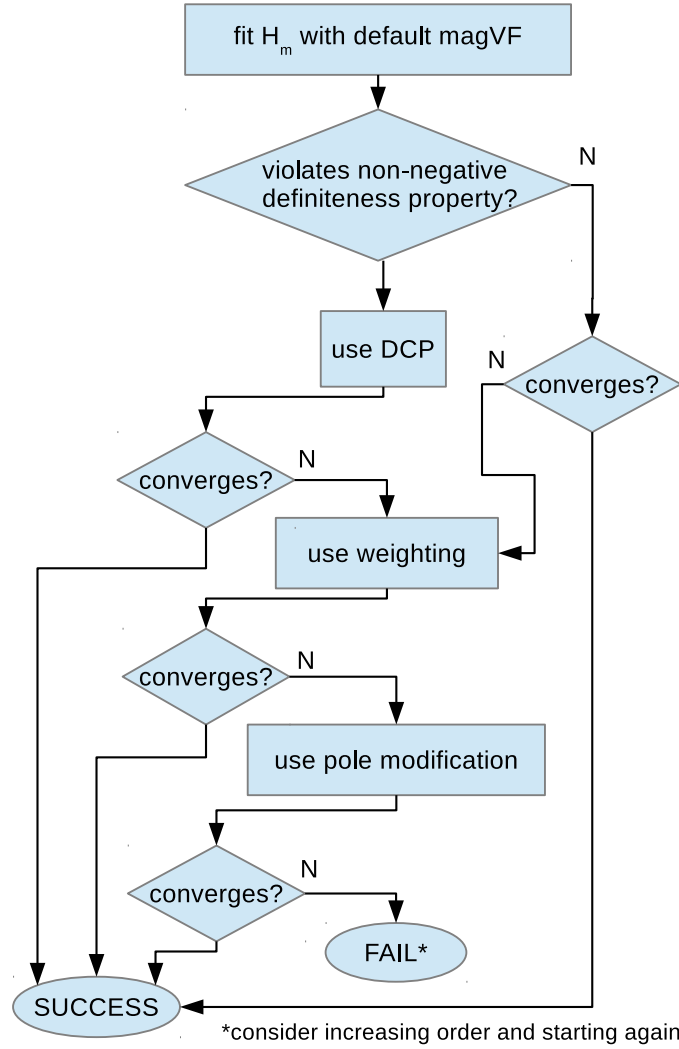 fit Hm with default magVF
violates non-negative
definiteness property?
N
use DCP
N
converges?
converges?
N
use weighting
converges?
N
use pole modification
converges?
N
FAIL*
SUCCESS
*consider increasing order and starting again